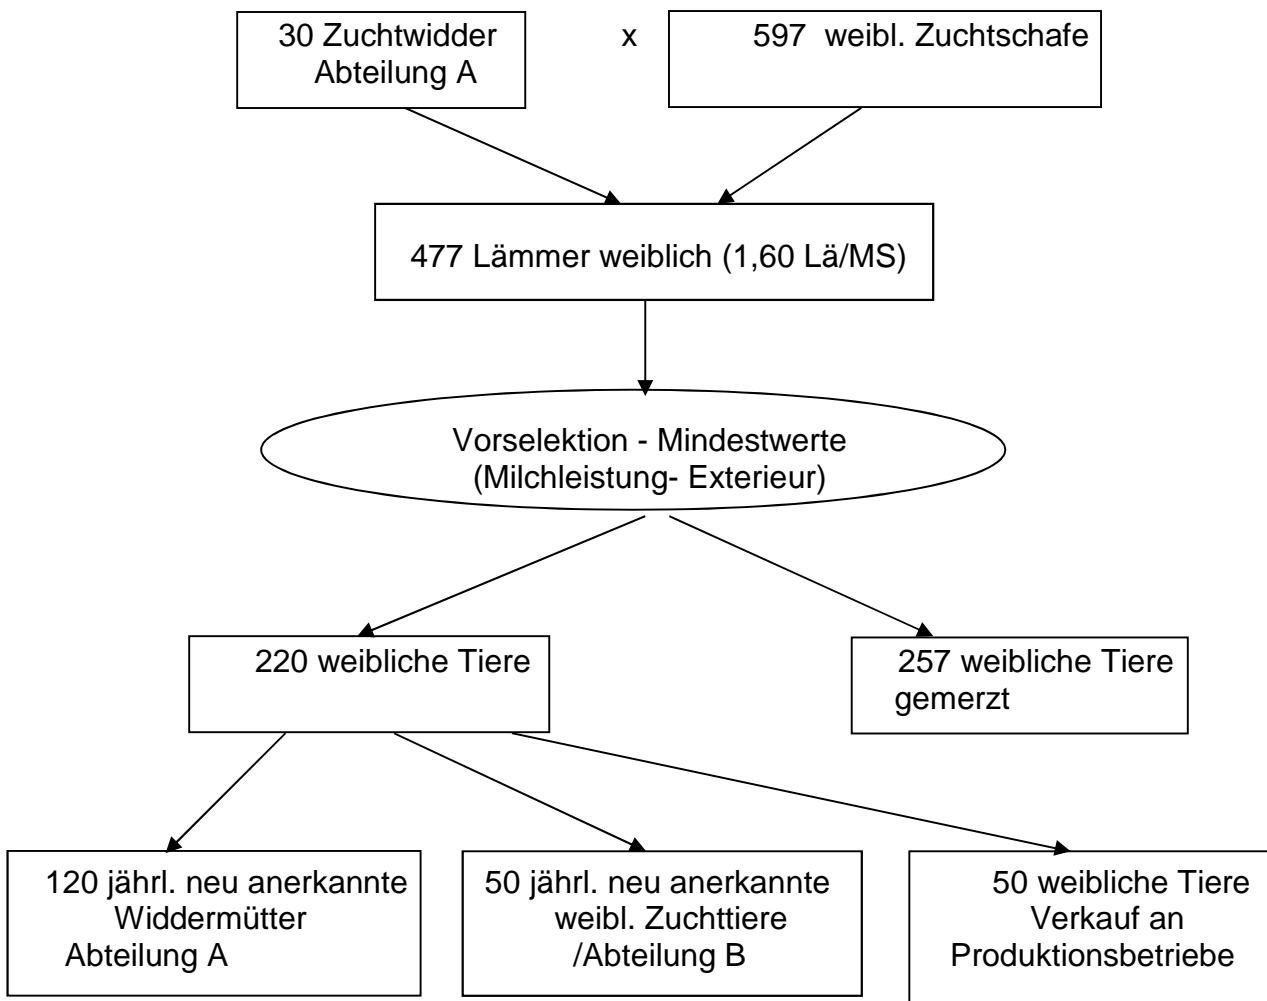 30 Zuchtwidder
Abteilung A
x
597 weibl. Zuchtschafe
477 Lämmer weiblich (1,60 Lä/MS)
Vorselektion - Mindestwerte
(Milchleistung- Exterieur)
220 weibliche Tiere
257 weibliche Tiere
gemerzt
120 jährl. neu anerkannte
Widdermütter
Abteilung A
50 jährl. neu anerkannte
weibl. Zuchttiere
/Abteilung B
50 weibliche Tiere
Verkauf an
Produktionsbetriebe